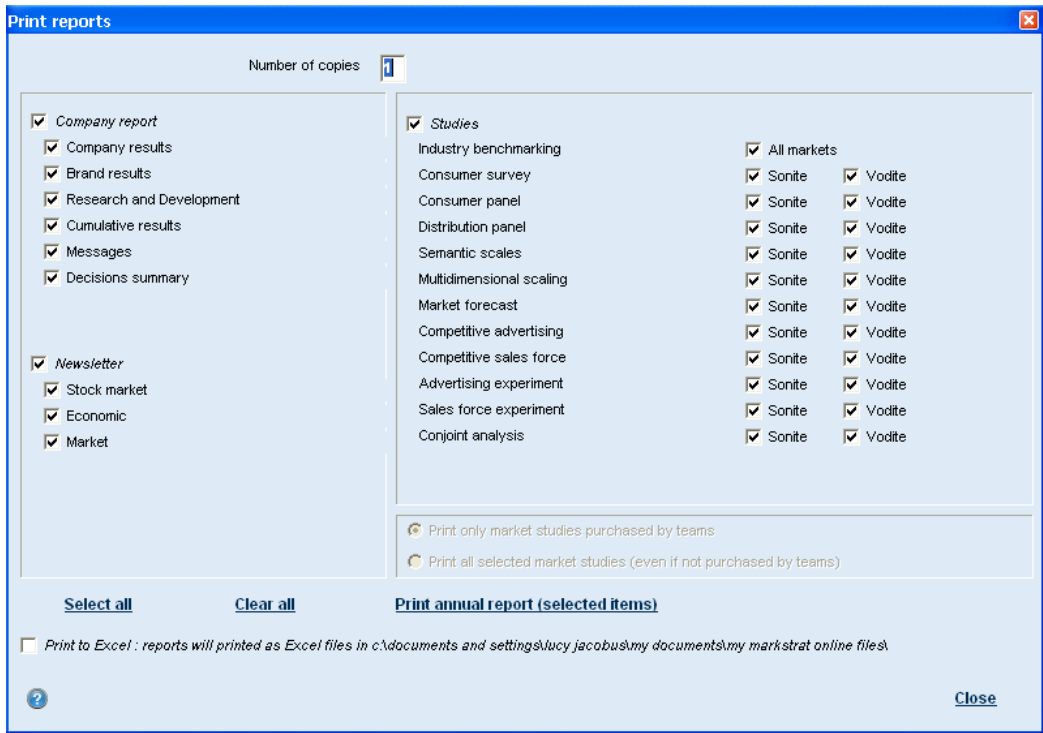 Print reports
Number of copies 1
Company report
Company results
Brand results
Research and Development
Cumulative results
Messages
Decisions summary
Newsletter
Stock market
Economic
Market
Studies
Industry benchmarking All markets
Consumer survey Sonite Vodite
Consumer panel Sonite Vodite
Distribution panel Sonite Vodite
Semantic scales Sonite Vodite
Multidimensional scaling Sonite Vodite
Market forecast Sonite Vodite
Competitive advertising Sonite Vodite
Competitive sales force Sonite Vodite
Advertising experiment Sonite Vodite
Sales force experiment Sonite Vodite
Conjoint analysis Sonite Vodite
Print only market studies purchased by teams
Print all selected market studies (even if not purchased by teams)
Select all Clear all Print annual report (selected items)
Print to Excel : reports will printed as Excel files in c:\documents and settings\lucy jacobus\my documents\my markstrat online files\
? Close